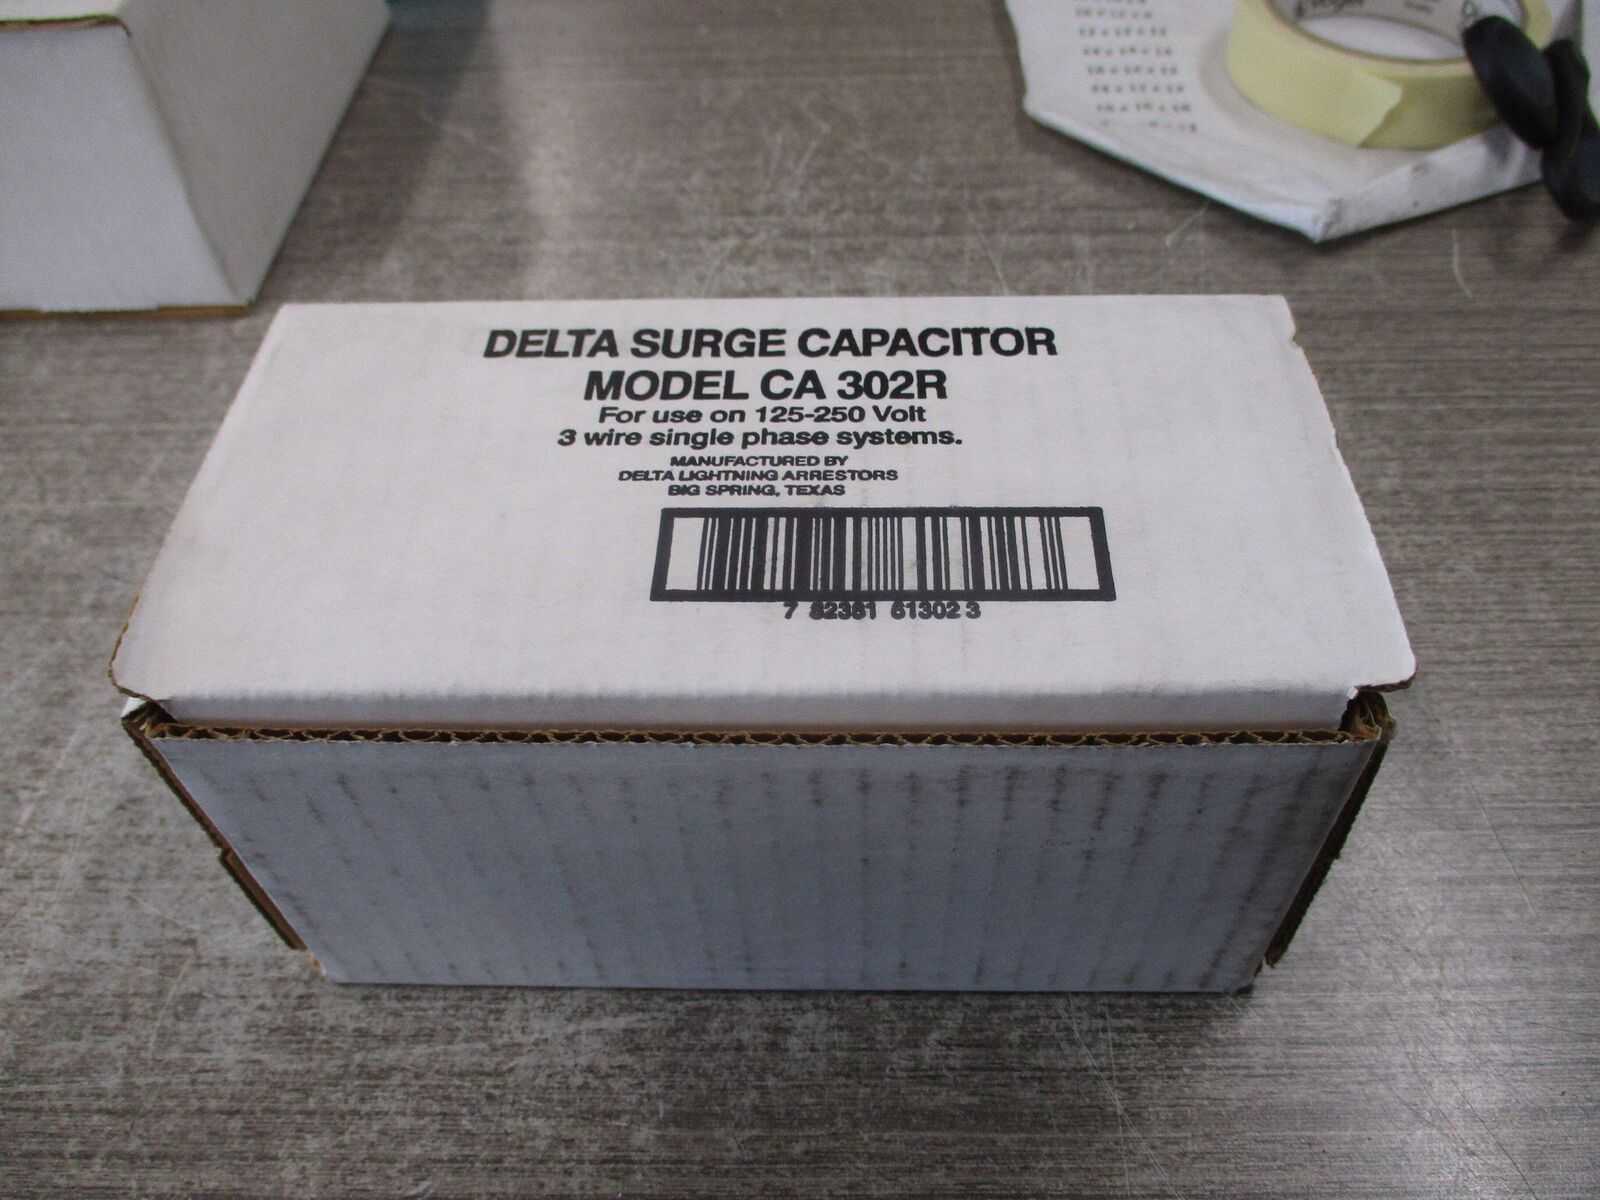 DELTA SURGE CAPACITOR
MODEL CA 302R
For use on 125-250 Volt
3 wire single phase systems.
MANUFACTURED BY
DELTA LIGHTNING ARRESTORS
BIG SPRING, TEXAS
7 82361 61302 3